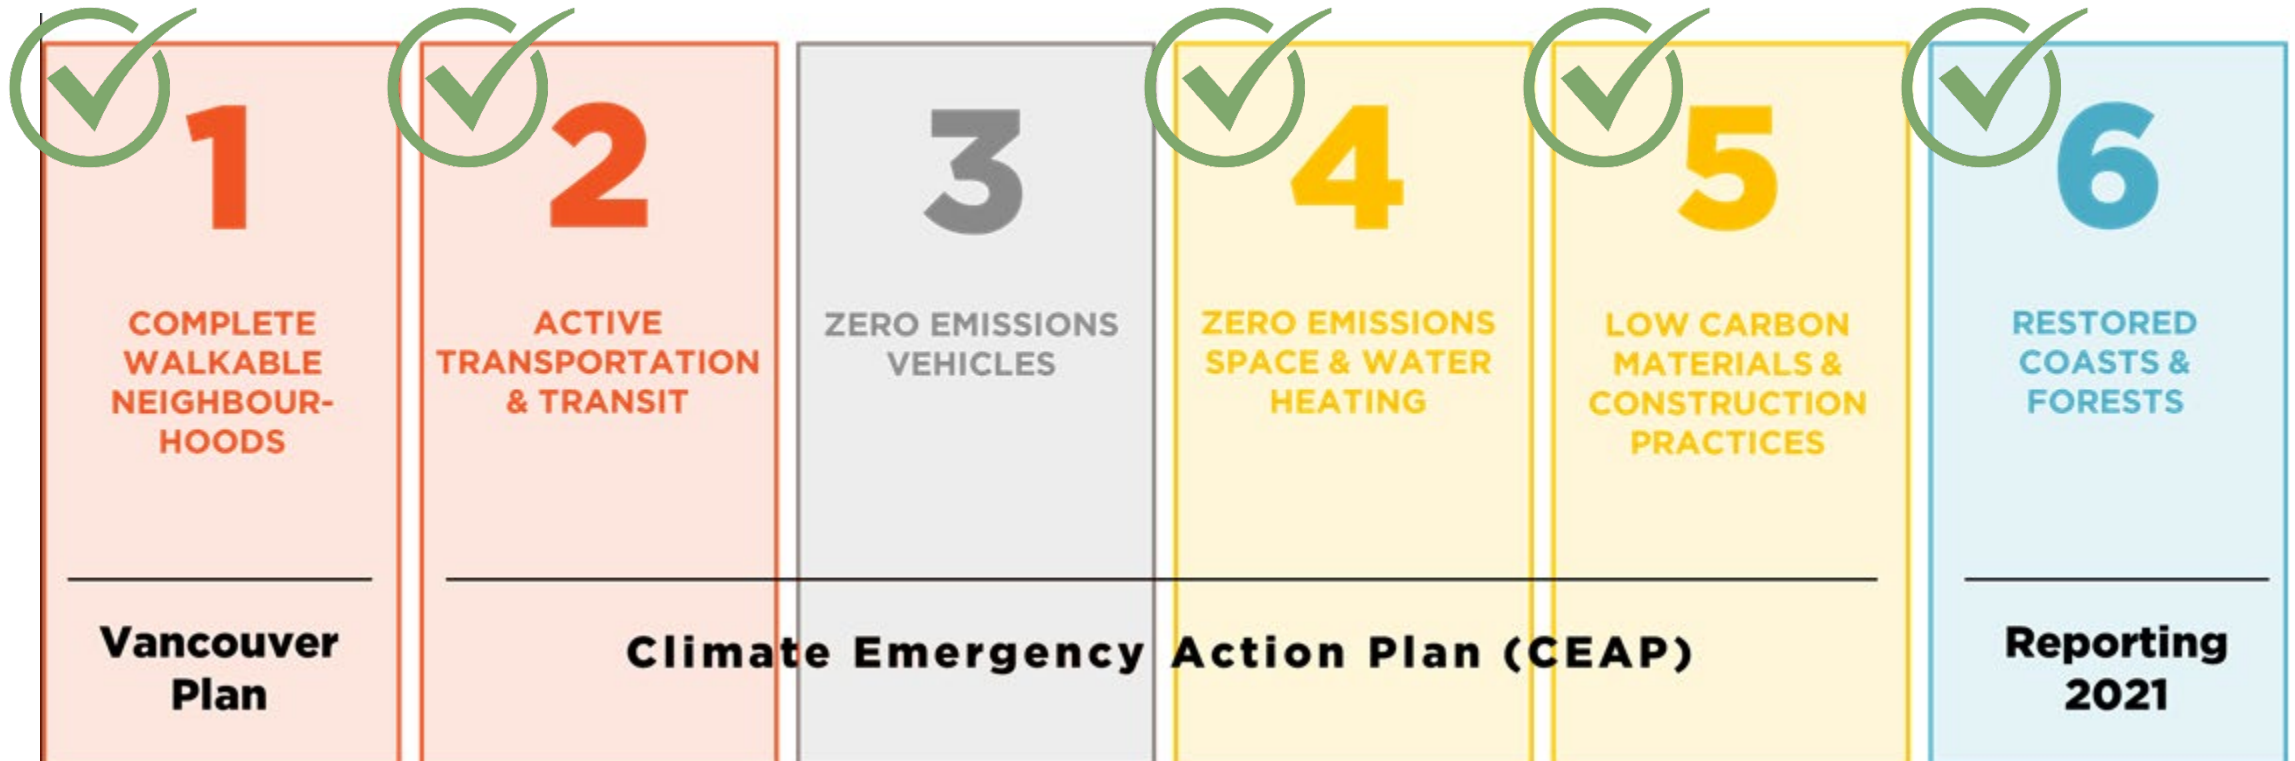 1
COMPLETE
WALKABLE
NEIGHBOUR-
HOODS
Vancouver
Plan
2
ACTIVE
TRANSPORTATION
& TRANSIT
3
ZERO EMISSIONS
VEHICLES
4
ZERO EMISSIONS
SPACE & WATER
HEATING
5
LOW CARBON
MATERIALS &
CONSTRUCTION
PRACTICES
Climate Emergency Action Plan (CEAP)
6
RESTORED
COASTS &
FORESTS
Reporting
2021